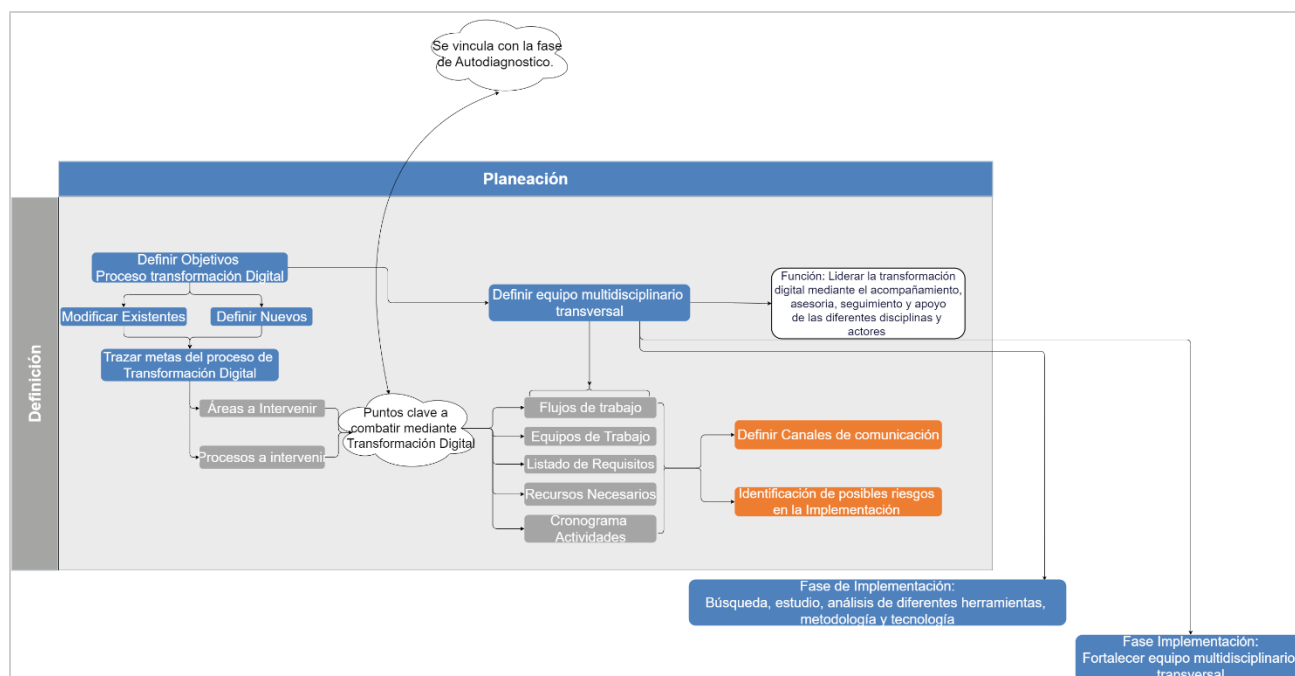 Se vincula con la fase
de Autodiagnostico.
Planeación
Definición
Definir Objetivos
Proceso transformación Digital
Modificar Existentes
Definir Nuevos
Trazar metas del proceso de
Transformación Digital
Áreas a Intervenir
Procesos a intervenir
Puntos clave a
combatir mediante
Transformación Digital
Definir equipo multidisciplinario
transversal
Función: Liderar la transformación
digital mediante el acompañamiento,
asesoria, seguimiento y apoyo
de las diferentes disciplinas y
actores
Flujos de trabajo
Equipos de Trabajo
Listado de Requisitos
Recursos Necesarios
Cronograma
Actividades
Definir Canales de comunicación
Identificación de posibles riesgos
en la Implementación
Fase de Implementación:
Búsqueda, estudio, análisis de diferentes herramientas,
metodología y tecnología
Fase Implementación:
Fortalecer equipo multidisciplinario
transversal